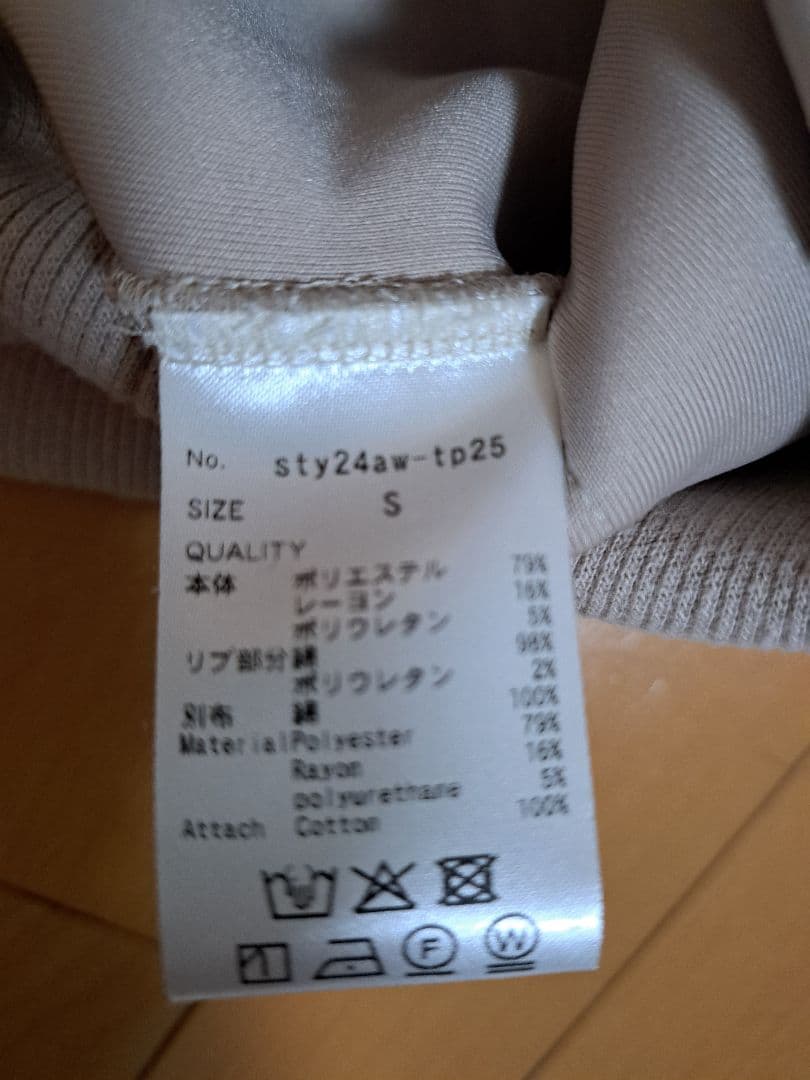 No. sty24aw-tp25
SIZE S
QUALITY
本体 ポリエステル 79%
レーヨン 16%
ポリウレタン 5%
リブ部分 綿 98%
ポリウレタン 2%
別布 綿 100%
Material Polyester 79%
Rayon 16%
polyurethane 5%
Attach Cotton 100%
F W